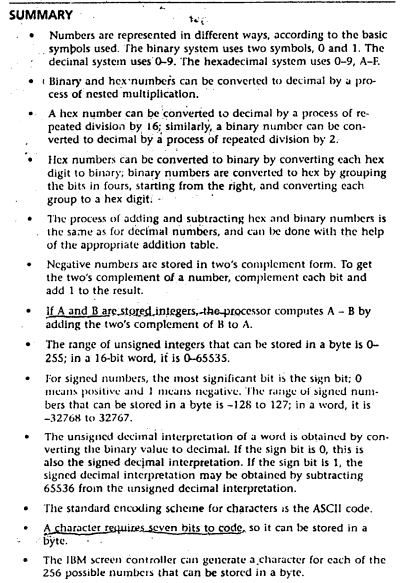 SUMMARY
• Numbers are represented in different ways, according to the basic
symbols used. The binary system uses two symbols, 0 and 1. The
decimal system uses 0–9. The hexadecimal system uses 0–9, A–F.
• Binary and hex numbers can be converted to decimal by a pro-
cess of nested multiplication.
• A hex number can be converted to decimal by a process of re-
peated division by 16; similarly, a binary number can be con-
verted to decimal by a process of repeated division by 2.
• Hex numbers can be converted to binary by converting each hex
digit to binary; binary numbers are converted to hex by grouping
the bits in fours, starting from the right, and converting each
group to a hex digit.
• The process of adding and subtracting hex and binary numbers is
the same as for decimal numbers, and can be done with the help
of the appropriate addition table.
• Negative numbers are stored in two's complement form. To get
the two's complement of a number, complement each bit and
add 1 to the result.
• If A and B are stored integers, the processor computes A – B by
adding the two's complement of B to A.
• The range of unsigned integers that can be stored in a byte is 0–
255; in a 16-bit word, it is 0–65535.
• For signed numbers, the most significant bit is the sign bit; 0
means positive and 1 means negative. The range of signed num-
bers that can be stored in a byte is –128 to 127; in a word, it is
–32768 to 32767.
• The unsigned decimal interpretation of a word is obtained by con-
verting the binary value to decimal. If the sign bit is 0, this is
also the signed decimal interpretation. If the sign bit is 1, the
signed decimal interpretation may be obtained by subtracting
65536 from the unsigned decimal interpretation.
• The standard encoding scheme for characters is the ASCII code.
• A character requires seven bits to code, so it can be stored in a
byte.
• The IBM screen controller can generate a character for each of the
256 possible numbers that can be stored in a byte.